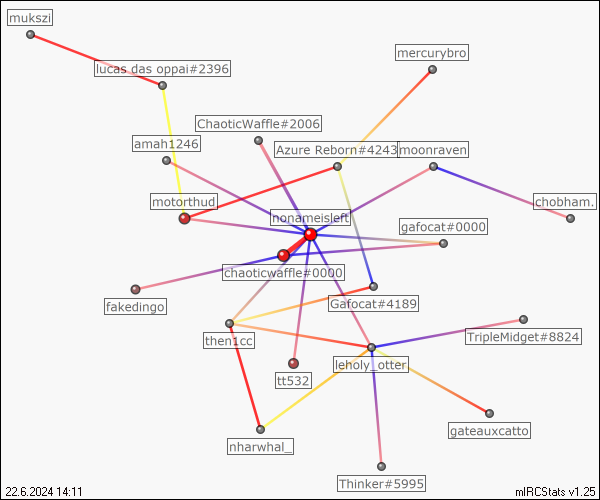 mukszi
mercurybro
lucas das oppai#2396
ChaoticWaffle#2006
amah1246
Azure Reborn#4243
moonraven
motorthud
chobham.
nonameisleft
gafocat#0000
chaoticwaffle#0000
fakedingo
Gafocat#4189
then1cc
TripleMidget#8824
leholy_otter
tt532
gateauxcatto
nharwhal_
Thinker#5995
22.6.2024 14:11
mIRCStats v1.25